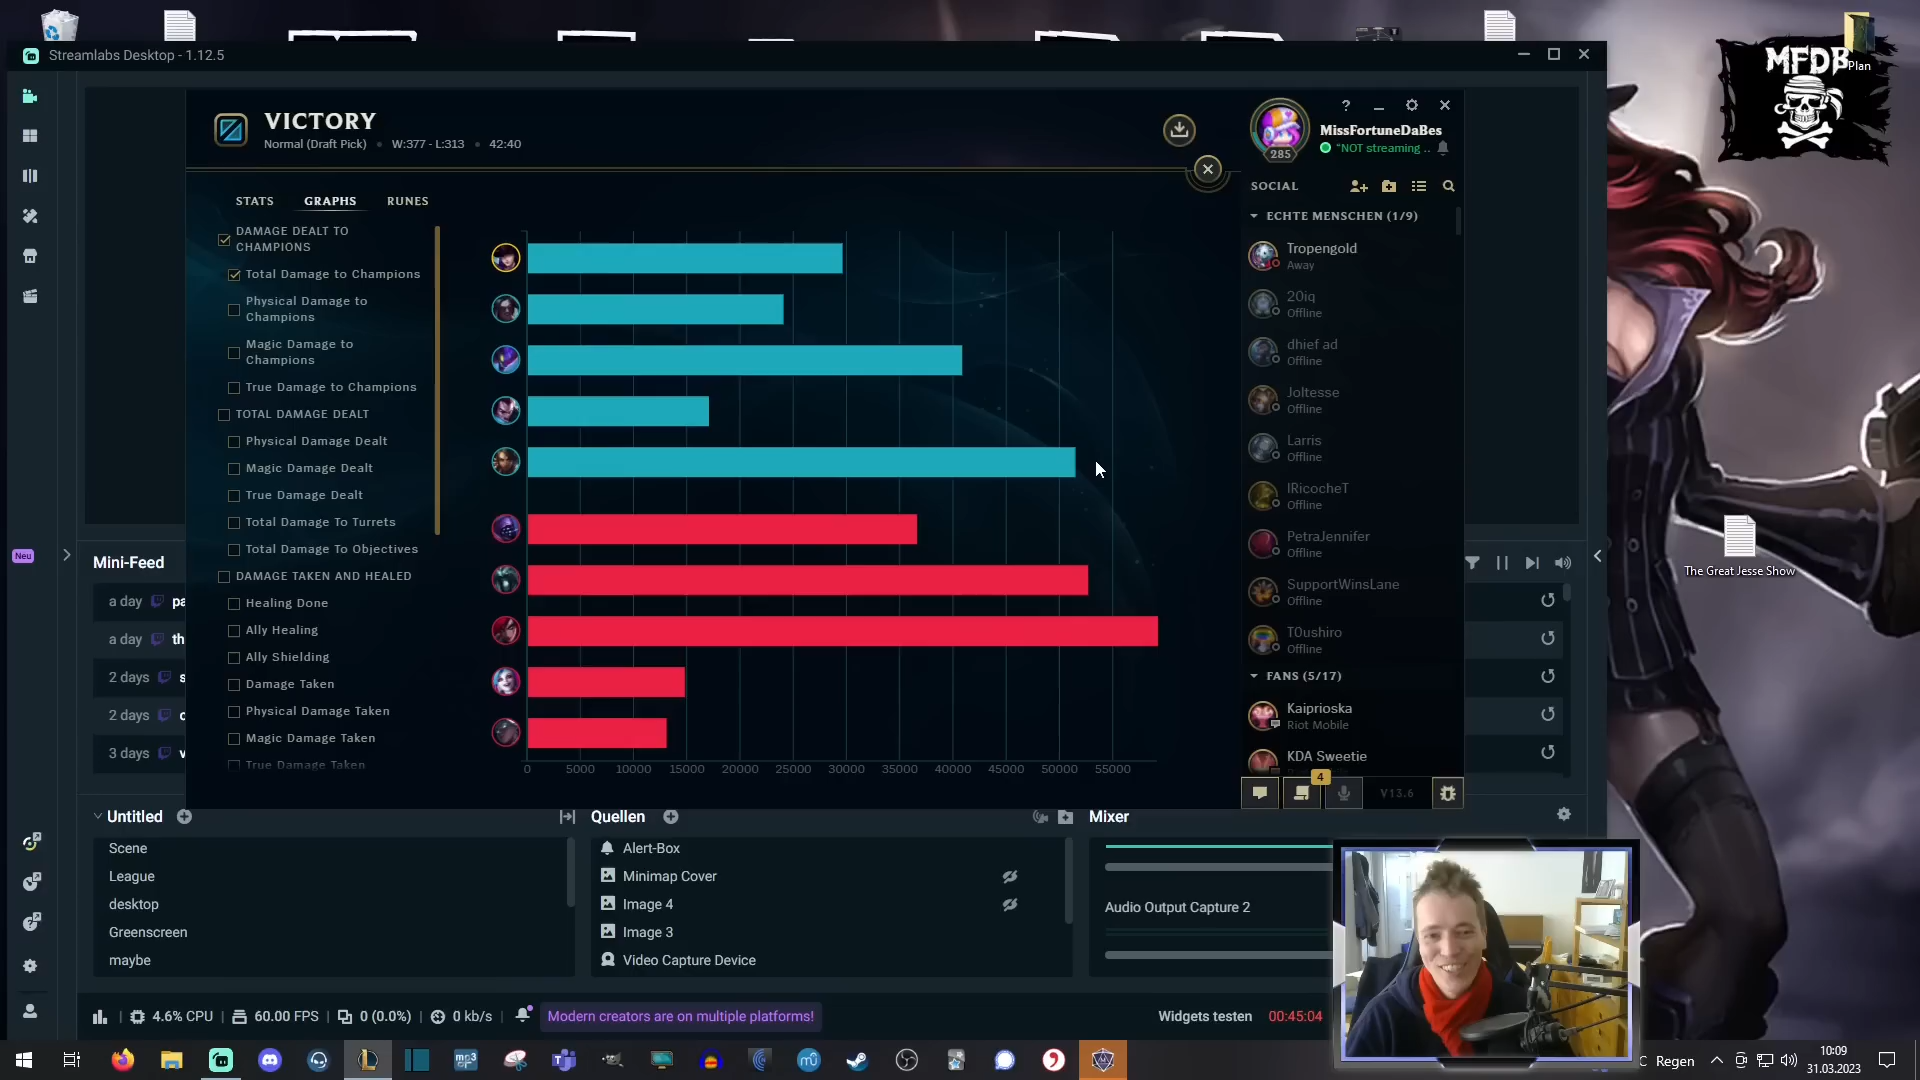 Streamlabs Desktop - 1.12.5
MFDB
Plan
VICTORY
Normal (Draft Pick) • W:377 - L:313 • 42:40
?
285
MissFortuneDaBes
"NOT streaming ..
STATS GRAPHS RUNES
DAMAGE DEALT TO
CHAMPIONS
Total Damage to Champions
Physical Damage to
Champions
Magic Damage to
Champions
True Damage to Champions
TOTAL DAMAGE DEALT
Physical Damage Dealt
Magic Damage Dealt
True Damage Dealt
Total Damage To Turrets
Total Damage To Objectives
DAMAGE TAKEN AND HEALED
Healing Done
Ally Healing
Ally Shielding
Damage Taken
Physical Damage Taken
Magic Damage Taken
True Damage Taken
0 5000 10000 15000 20000 25000 30000 35000 40000 45000 50000 55000
SOCIAL
ECHTE MENSCHEN (1/9)
Tropengold
Away
20iq
Offline
dhief ad
Offline
Joltesse
Offline
Larris
Offline
lRicocheT
Offline
PetraJennifer
Offline
SupportWinsLane
Offline
T0ushiro
Offline
FANS (5/17)
Kaiprioska
Riot Mobile
KDA Sweetie
4
V13.6
The Great Jesse Show
Neu
Mini-Feed
a day pa
a day th
2 days s
2 days c
3 days v
Untitled
Scene
League
desktop
Greenscreen
maybe
Quellen
Alert-Box
Minimap Cover
Image 4
Image 3
Video Capture Device
Mixer
Audio Output Capture 2
4.6% CPU 60.00 FPS 0 (0.0%) 0 kb/s Modern creators are on multiple platforms!
Widgets testen 00:45:04
mp3
C Regen
10:09
31.03.2023